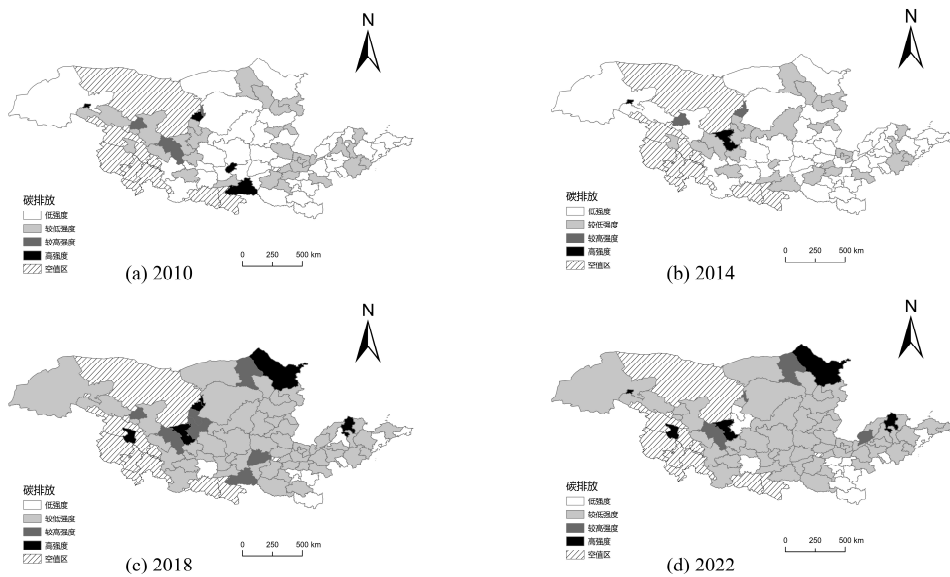 N
碳排放
低强度
较低强度
较高强度
高强度
空值区
0 250 500 km
(a) 2010
N
碳排放
低强度
较低强度
较高强度
高强度
空值区
0 250 500 km
(b) 2014
N
碳排放
低强度
较低强度
较高强度
高强度
空值区
0 250 500 km
(c) 2018
N
碳排放
低强度
较低强度
较高强度
高强度
空值区
0 250 500 km
(d) 2022